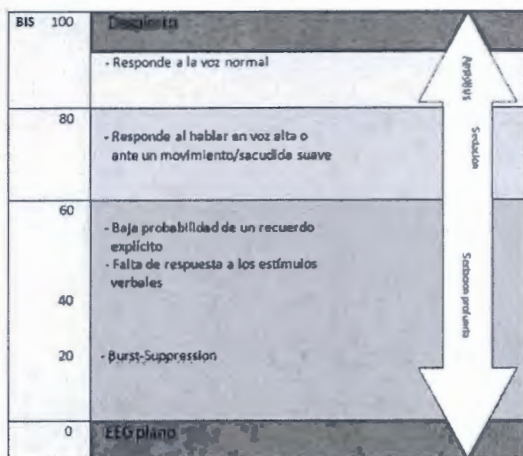 BIS 100 Despierto
- Responde a la voz normal
80
- Responde al hablar en voz alta o
ante un movimiento/sacudida suave
60
- Baja probabilidad de un recuerdo
explícito
- Falta de respuesta a los estímulos
verbales
40
20 - Burst-Suppression
0 EEG plano
Ansiolisis
Sedación
Sedación profunda